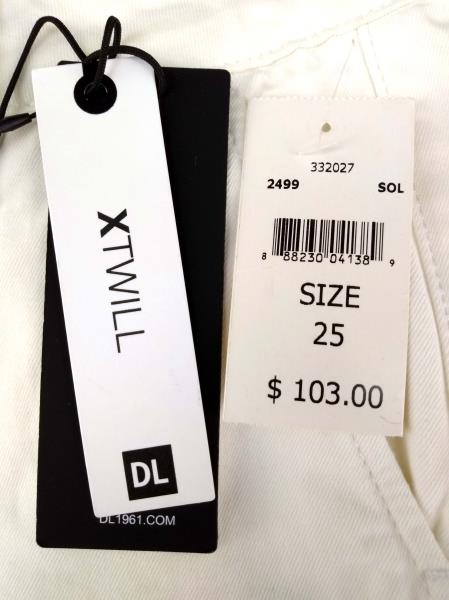 XTWILL
DL
DL1961.COM
332027
2499 SOL
8 88230 04138 9
SIZE
25
$ 103.00